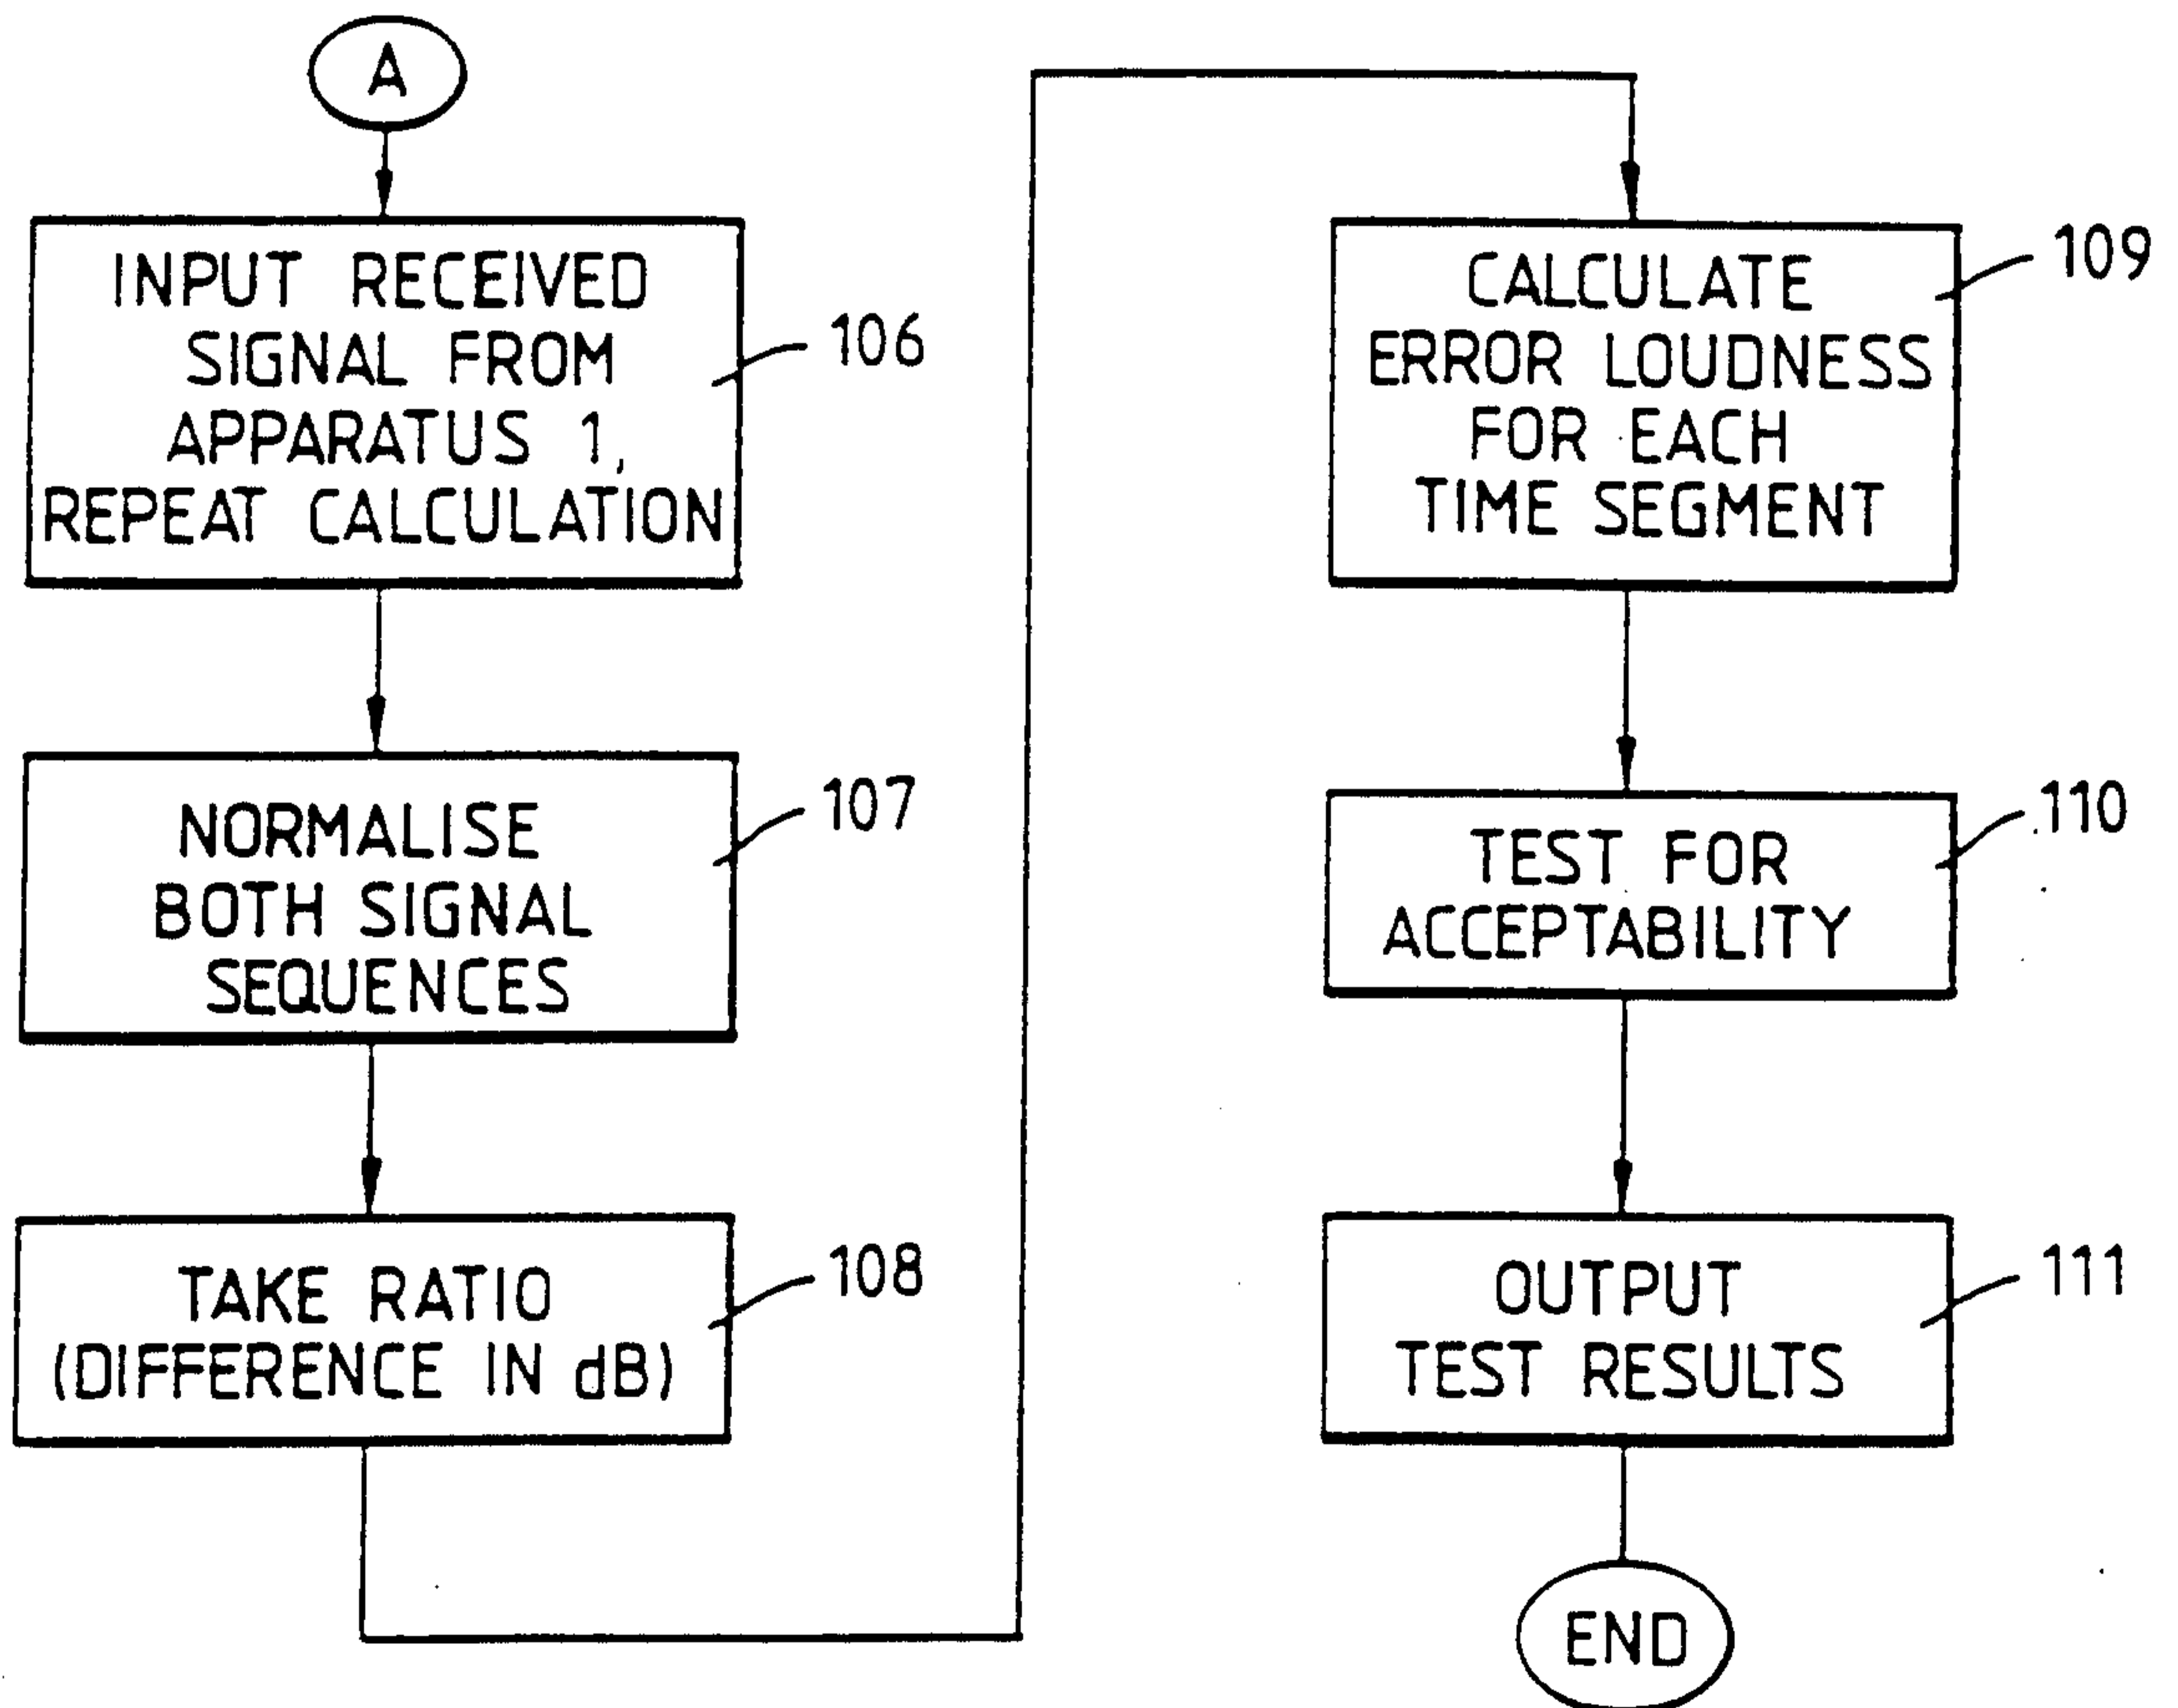 A
INPUT RECEIVED
SIGNAL FROM
APPARATUS 1,
REPEAT CALCULATION
106
NORMALISE
BOTH SIGNAL
SEQUENCES
107
TAKE RATIO
(DIFFERENCE IN dB)
108
CALCULATE
ERROR LOUDNESS
FOR EACH
TIME SEGMENT
109
TEST FOR
ACCEPTABILITY
110
OUTPUT
TEST RESULTS
111
END